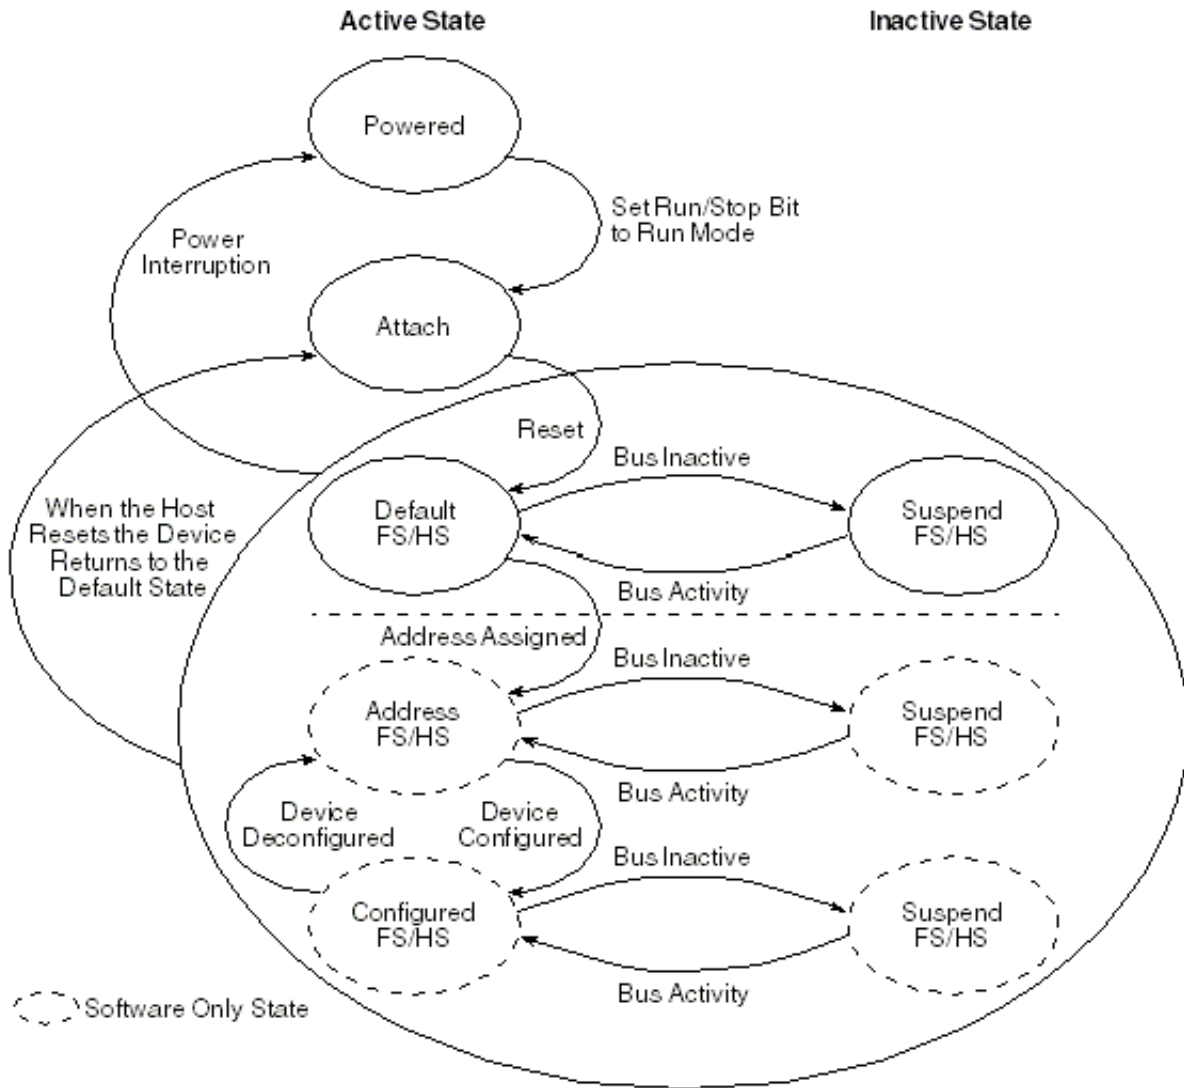 Active State
Inactive State
Powered
Set Run/Stop Bit
to Run Mode
Power
Interruption
Attach
Reset
Bus Inactive
When the Host
Resets the Device
Returns to the
Default State
Default
FS/HS
Suspend
FS/HS
Bus Activity
Address Assigned
Bus Inactive
Address
FS/HS
Suspend
FS/HS
Bus Activity
Device
Deconfigured
Device
Configured
Bus Inactive
Configured
FS/HS
Suspend
FS/HS
Bus Activity
Software Only State